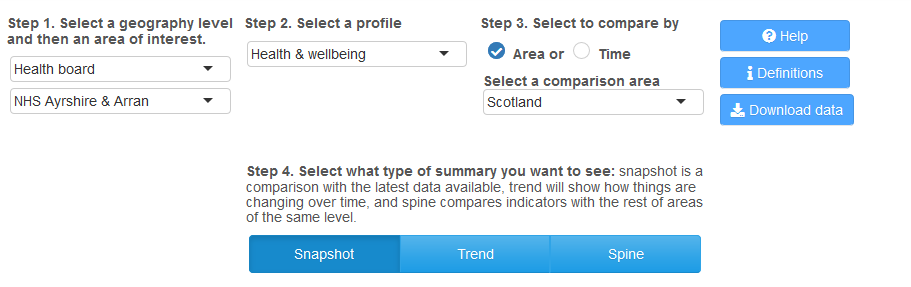 Step 1. Select a geography level
and then an area of interest.
Health board
NHS Ayrshire & Arran
Step 2. Select a profile
Health & wellbeing
Step 3. Select to compare by
Area or Time
Select a comparison area
Scotland
Help
Definitions
Download data
Step 4. Select what type of summary you want to see: snapshot is a
comparison with the latest data available, trend will show how things are
changing over time, and spine compares indicators with the rest of areas
of the same level.
Snapshot Trend Spine